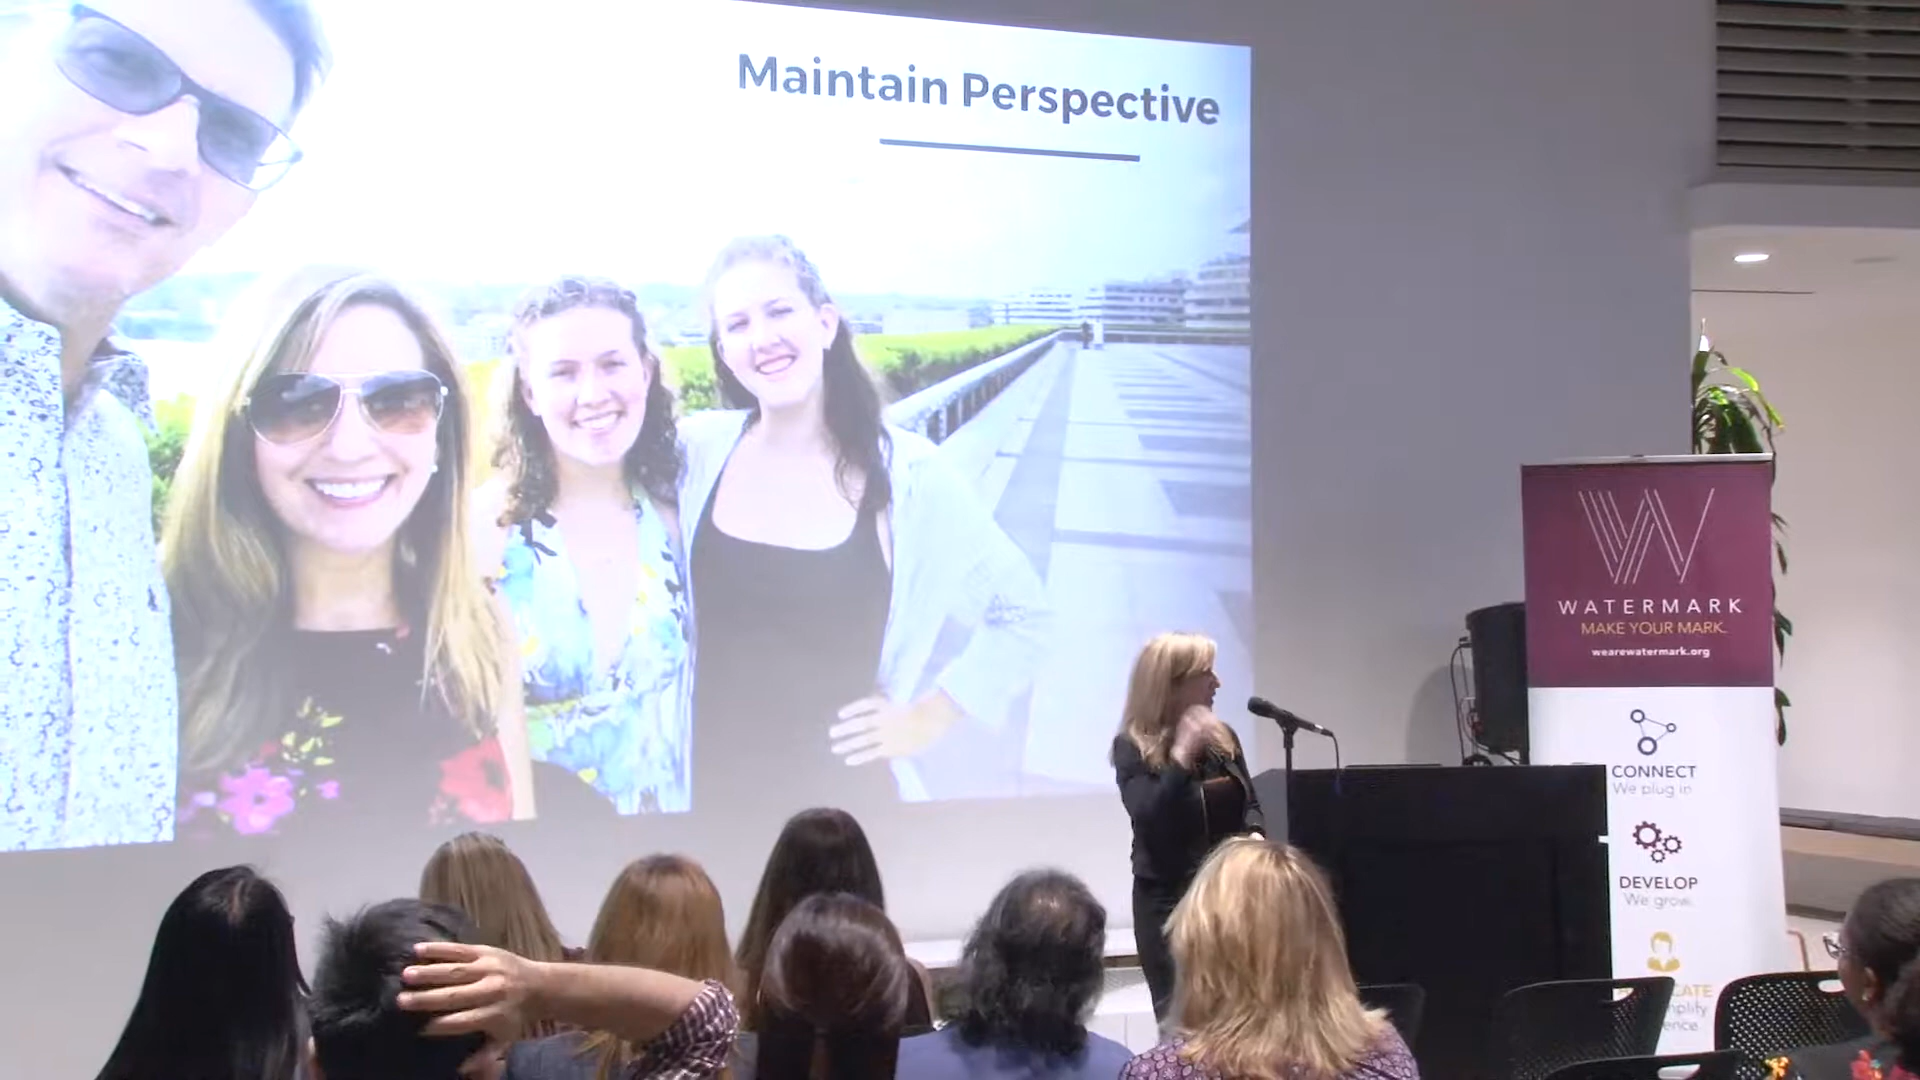 Maintain Perspective
WATERMARK
MAKE YOUR MARK.
wearewatermark.org
CONNECT
We plug in.
DEVELOP
We grow.